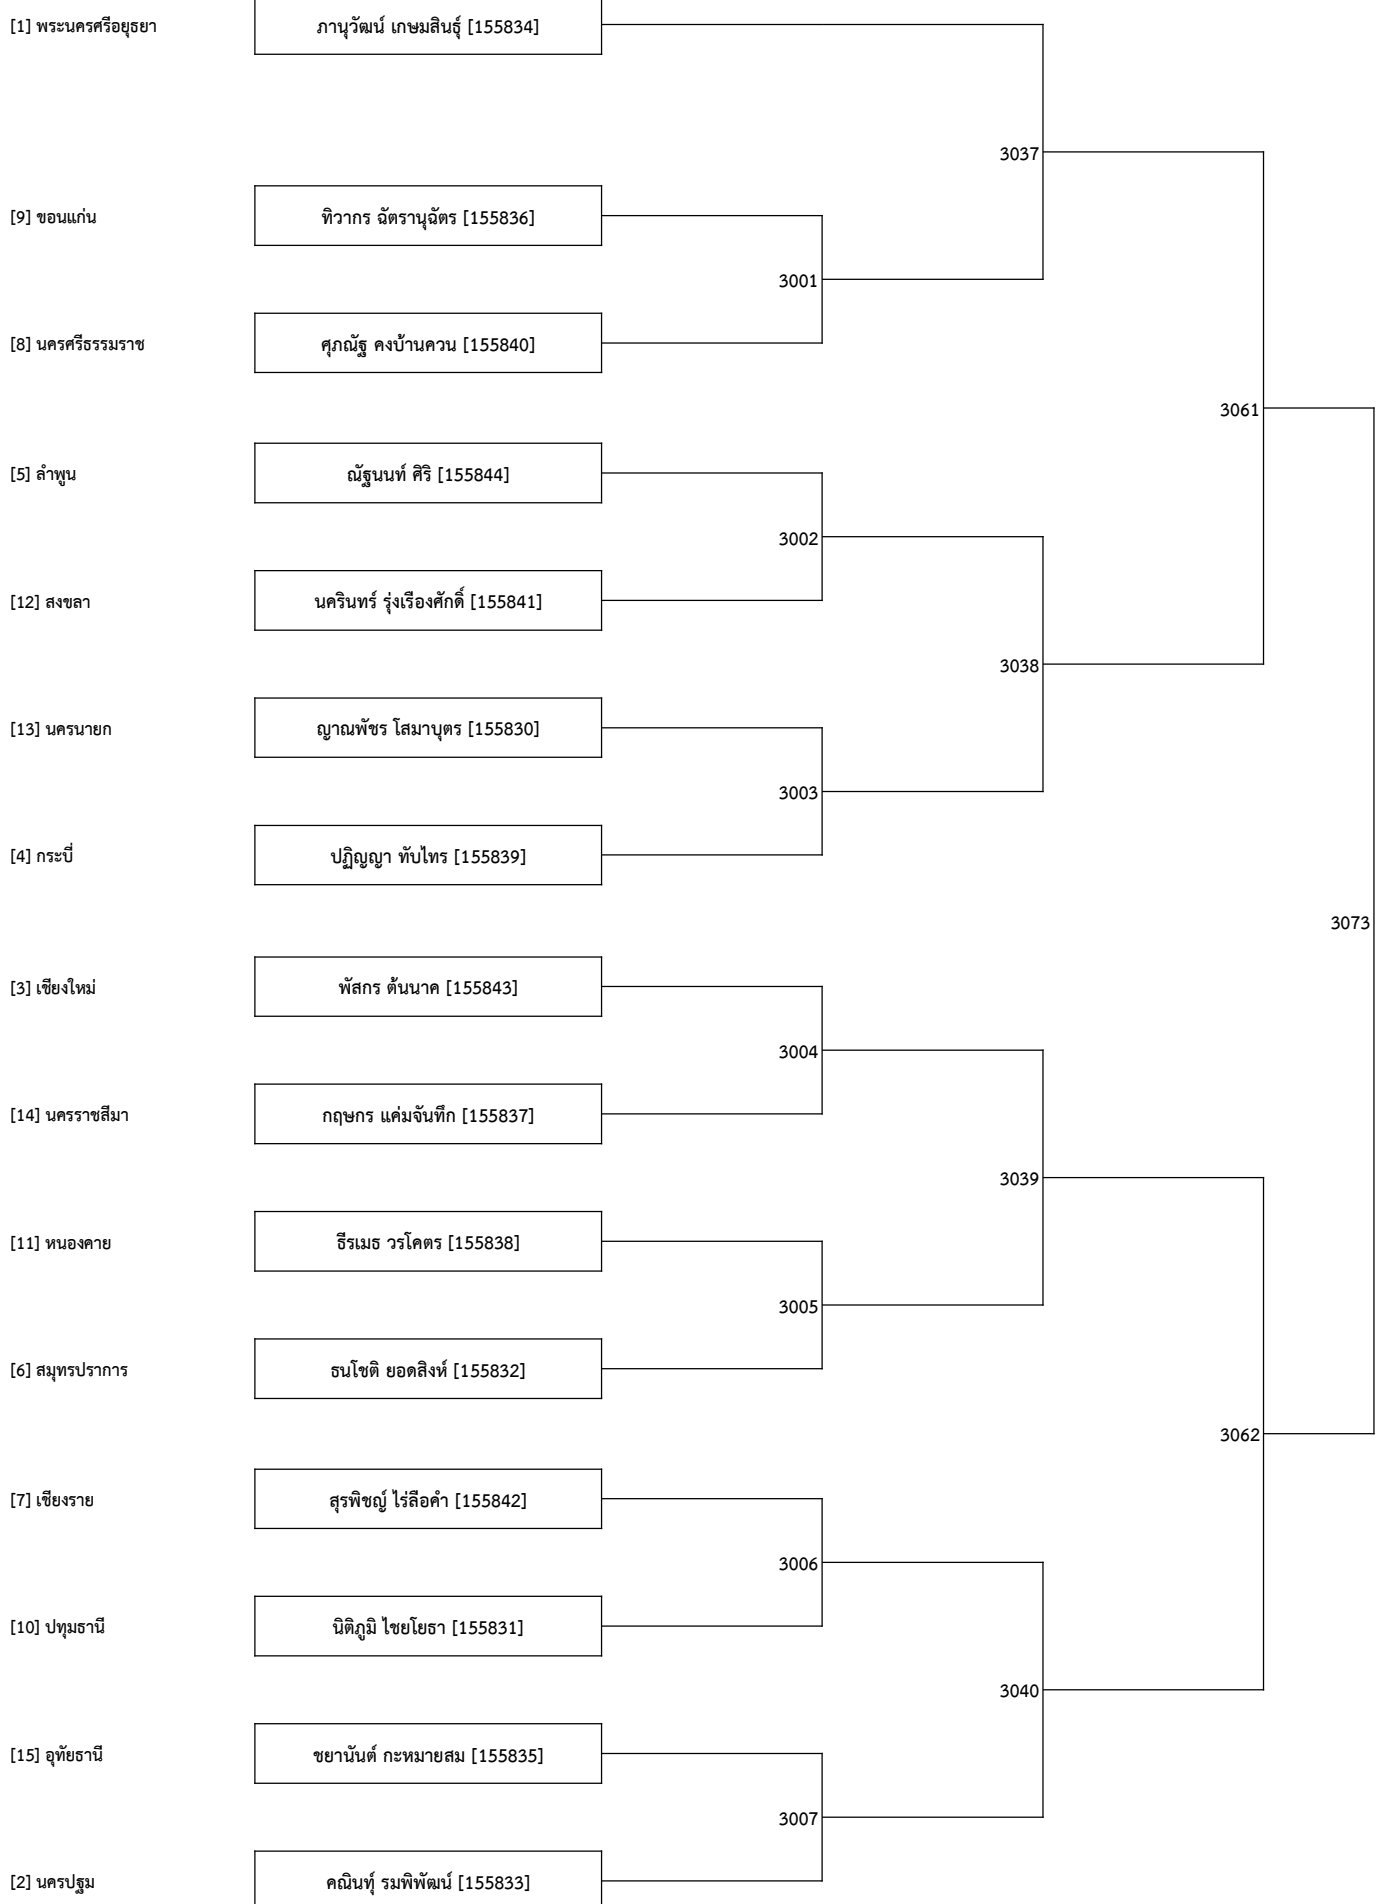 [1] พระนครศรีอยุธยา ภานุวัฒน์ เกษมสินธุ์ [155834]
3037
[9] ขอนแก่น ทิวากร ฉัตรานุฉัตร [155836]
3001
[8] นครศรีธรรมราช ศุภณัฐ คงบ้านควน [155840]
3061
[5] ลำพูน ณัฐนนท์ ศิริ [155844]
3002
[12] สงขลา นครินทร์ รุ่งเรืองศักดิ์ [155841]
3038
[13] นครนายก ญาณพัชร โสมาบุตร [155830]
3003
[4] กระบี่ ปฏิญญา ทับไทร [155839]
3073
[3] เชียงใหม่ พัสกร ต้นนาค [155843]
3004
[14] นครราชสีมา กฤษกร แค่มจันทึก [155837]
3039
[11] หนองคาย ธีรเมธ วรโคตร [155838]
3005
[6] สมุทรปราการ ธนโชติ ยอดสิงห์ [155832]
3062
[7] เชียงราย สุรพิชญ์ ไร่ลือคำ [155842]
3006
[10] ปทุมธานี นิติภูมิ ไชยโยธา [155831]
3040
[15] อุทัยธานี ชยานันต์ กะหมายสม [155835]
3007
[2] นครปฐม คณินทุ์ รมพิพัฒน์ [155833]